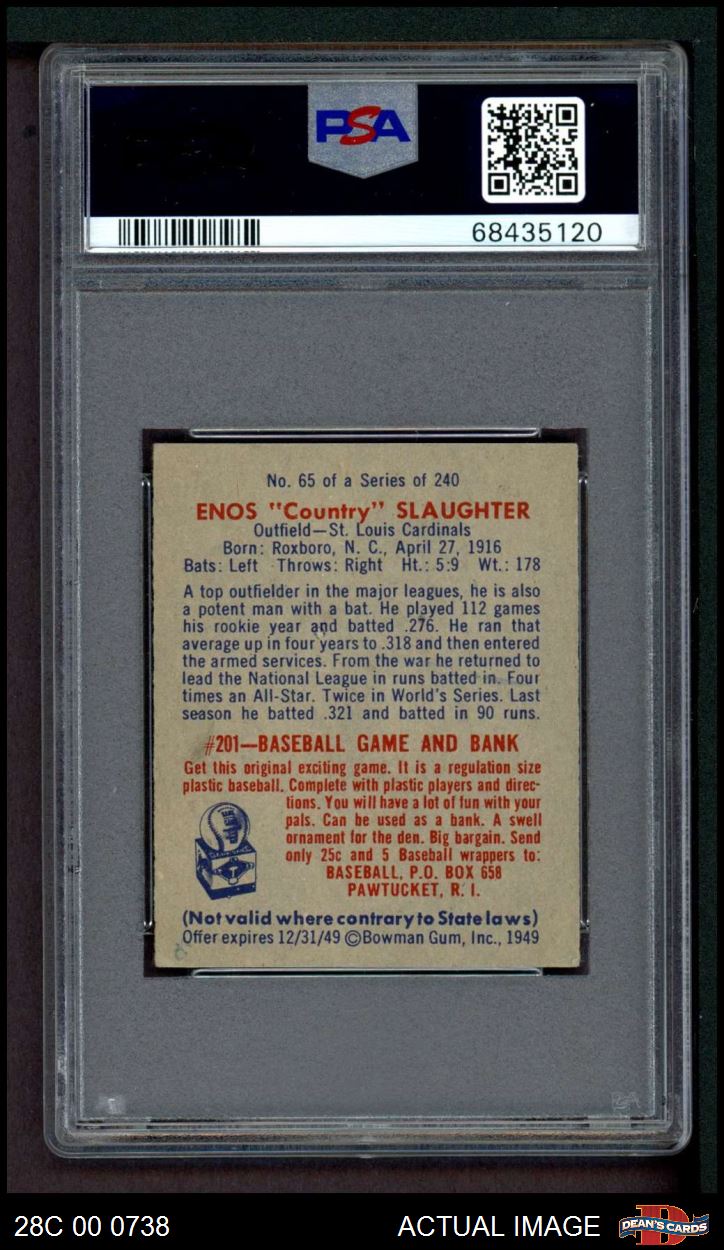 PSA
68435120
No. 65 of a Series of 240
ENOS "Country" SLAUGHTER
Outfield—St. Louis Cardinals
Born: Roxboro, N. C., April 27, 1916
Bats: Left Throws: Right Ht.: 5:9 Wt.: 178
A top outfielder in the major leagues, he is also
a potent man with a bat. He played 112 games
his rookie year and batted .276. He ran that
average up in four years to .318 and then entered
the armed services. From the war he returned to
lead the National League in runs batted in. Four
times an All-Star. Twice in World's Series. Last
season he batted .321 and batted in 90 runs.
#201—BASEBALL GAME AND BANK
Get this original exciting game. It is a regulation size
plastic baseball. Complete with plastic players and direc-
tions. You will have a lot of fun with your
pals. Can be used as a bank. A swell
ornament for the den. Big bargain. Send
only 25c and 5 Baseball wrappers to:
BASEBALL, P.O. BOX 658
PAWTUCKET, R. I.
(Not valid where contrary to State laws)
Offer expires 12/31/49 ©Bowman Gum, Inc., 1949
28C 00 0738
ACTUAL IMAGE
DEAN'S CARDS